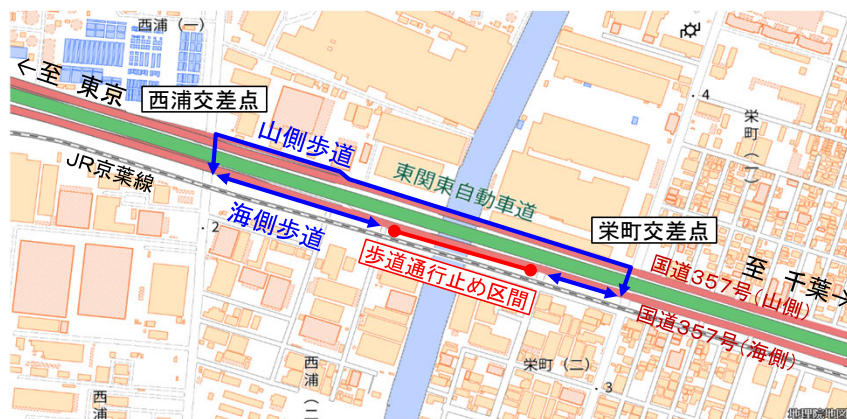 西浦（一）
←至 東京
西浦交差点
山側歩道
JR京葉線
海側歩道
東関東自動車道
4
栄町（一）
栄町交差点
歩道通行止め区間
国道357号(山側)
至 千葉→
国道357号(海側)
2
西浦（二
栄町（二）
3
西浦
地理院地図